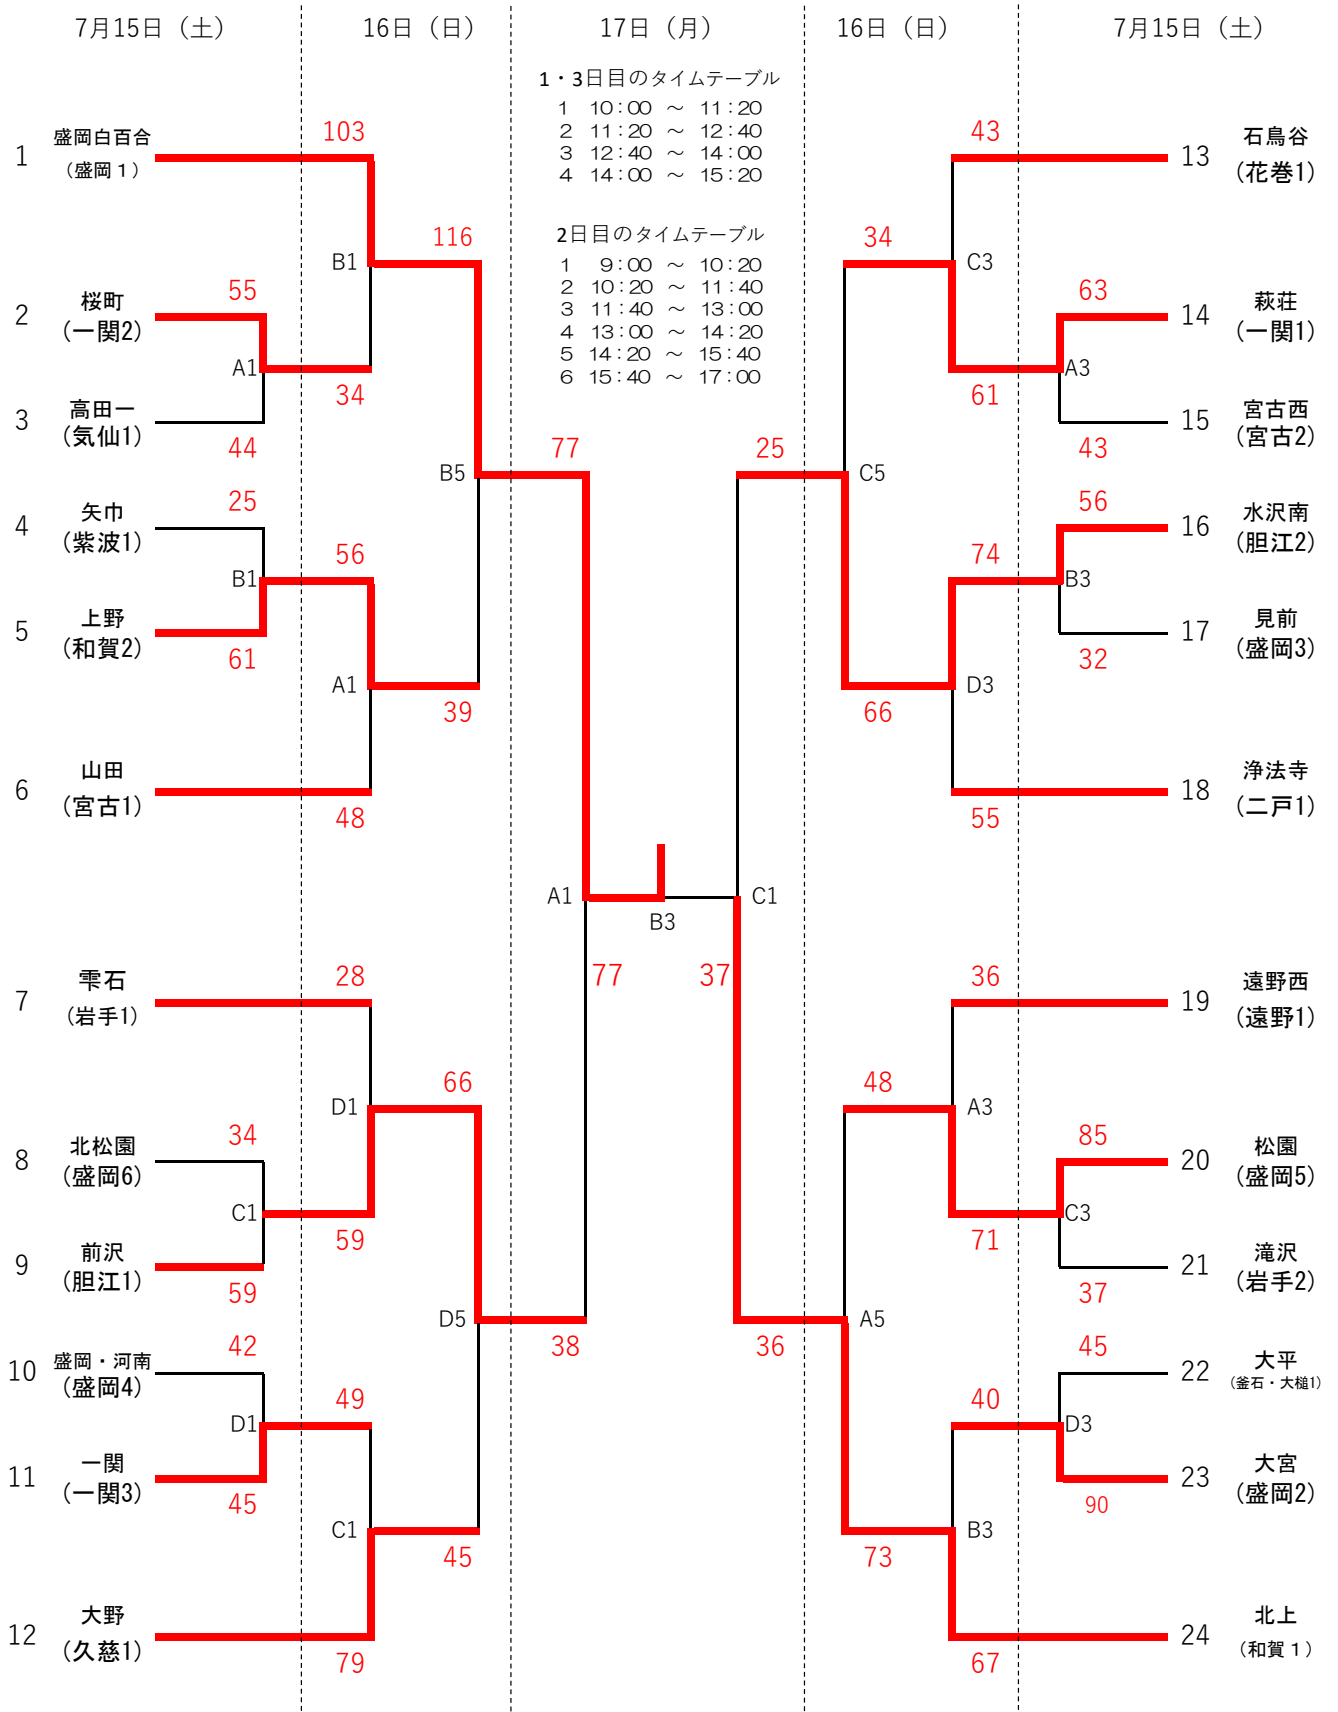 7月15日（土）
16日（日）
17日（月）
16日（日）
7月15日（土）
1・3日目のタイムテーブル
1 10：00 ～ 11：20
2 11：20 ～ 12：40
3 12：40 ～ 14：00
4 14：00 ～ 15：20
2日目のタイムテーブル
1 9：00 ～ 10：20
2 10：20 ～ 11：40
3 11：40 ～ 13：00
4 13：00 ～ 14：20
5 14：20 ～ 15：40
6 15：40 ～ 17：00
1
盛岡白百合
（盛岡１）
103
B1
116
2
桜町
（一関2）
55
A1
34
3
高田一
（気仙1）
44
B5
77
4
矢巾
（紫波1）
25
B1
56
5
上野
（和賀2）
61
A1
39
6
山田
（宮古1）
48
A1
B3
C1
77
37
7
雫石
（岩手1）
28
D1
66
8
北松園
（盛岡6）
34
C1
59
9
前沢
（胆江1）
59
D5
38
10
盛岡・河南
（盛岡4）
42
D1
49
11
一関
（一関3）
45
C1
45
12
大野
（久慈1）
79
43
13
石鳥谷
（花巻1）
34
C3
63
14
萩荘
（一関1）
A3
61
15
宮古西
（宮古2）
43
25
C5
56
16
水沢南
（胆江2）
74
B3
17
見前
（盛岡3）
32
D3
66
18
浄法寺
（二戸1）
55
36
19
遠野西
（遠野1）
48
A3
85
20
松園
（盛岡5）
C3
71
21
滝沢
（岩手2）
37
36
A5
45
22
大平
（釜石・大槌1）
40
D3
23
大宮
（盛岡2）
90
B3
73
24
北上
（和賀１）
67